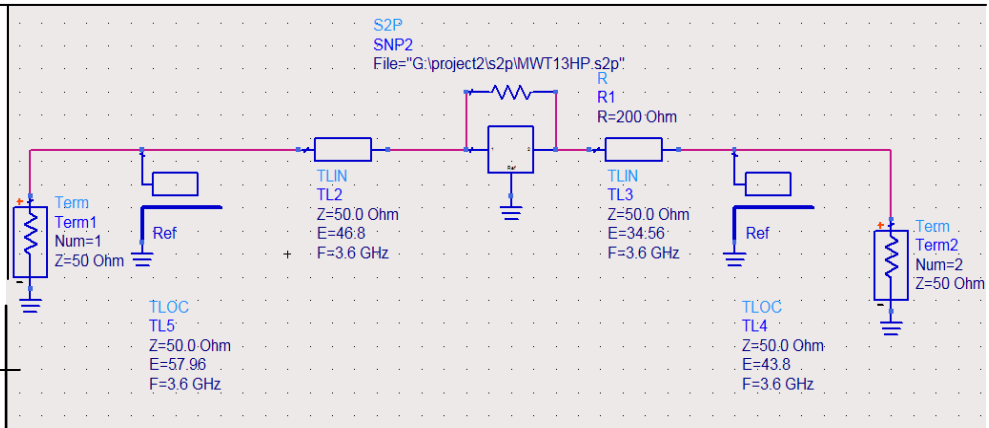 S2P
SNP2
File="G:\project2\s2p\MWT13HP.s2p"
R
R1
R=200 Ohm
1
2
Ref
TLIN
TL2
Z=50.0 Ohm
E=46.8
F=3.6 GHz
TLIN
TL3
Z=50.0 Ohm
E=34.56
F=3.6 GHz
+
Term
Term1
Num=1
Z=50 Ohm
-
Ref
Ref
+
Term
Term2
Num=2
Z=50 Ohm
-
TLOC
TL5
Z=50.0 Ohm
E=57.96
F=3.6 GHz
TLOC
TL4
Z=50.0 Ohm
E=43.8
F=3.6 GHz